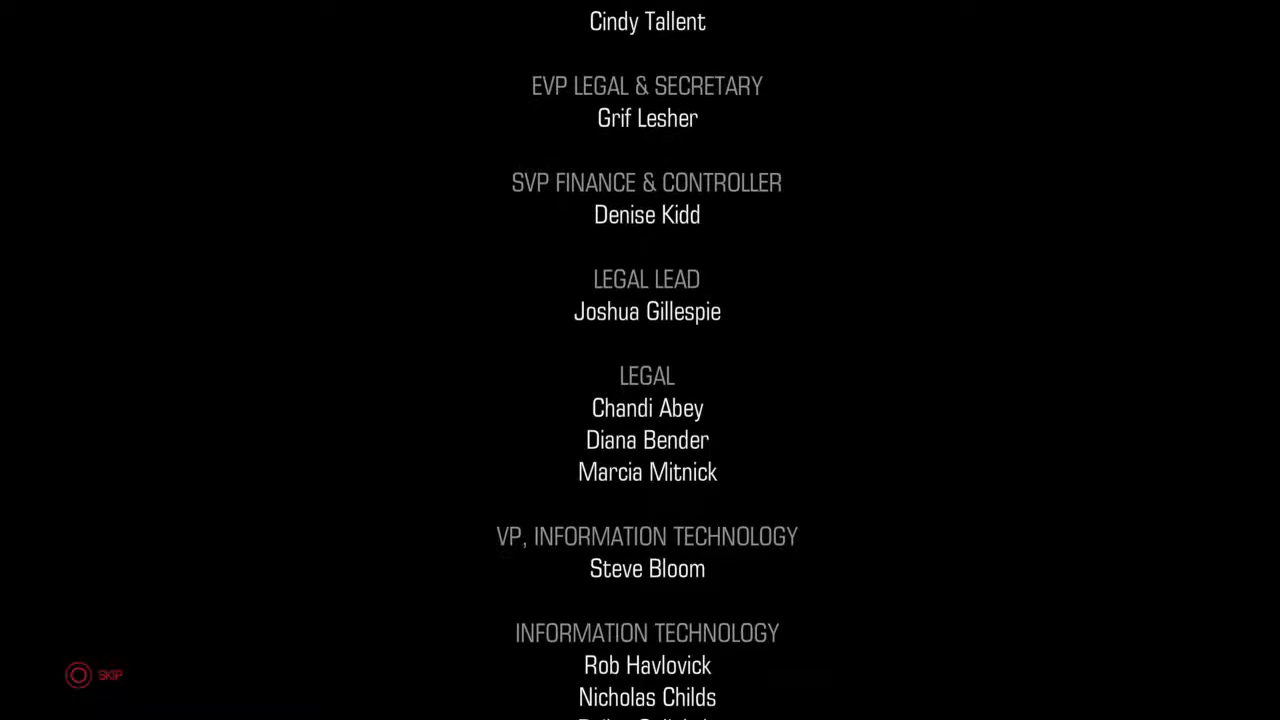 Cindy Tallent
EVP LEGAL & SECRETARY
Grif Lesher
SVP FINANCE & CONTROLLER
Denise Kidd
LEGAL LEAD
Joshua Gillespie
LEGAL
Chandi Abey
Diana Bender
Marcia Mitnick
VP, INFORMATION TECHNOLOGY
Steve Bloom
INFORMATION TECHNOLOGY
Rob Havlovick
SKIP
Nicholas Childs